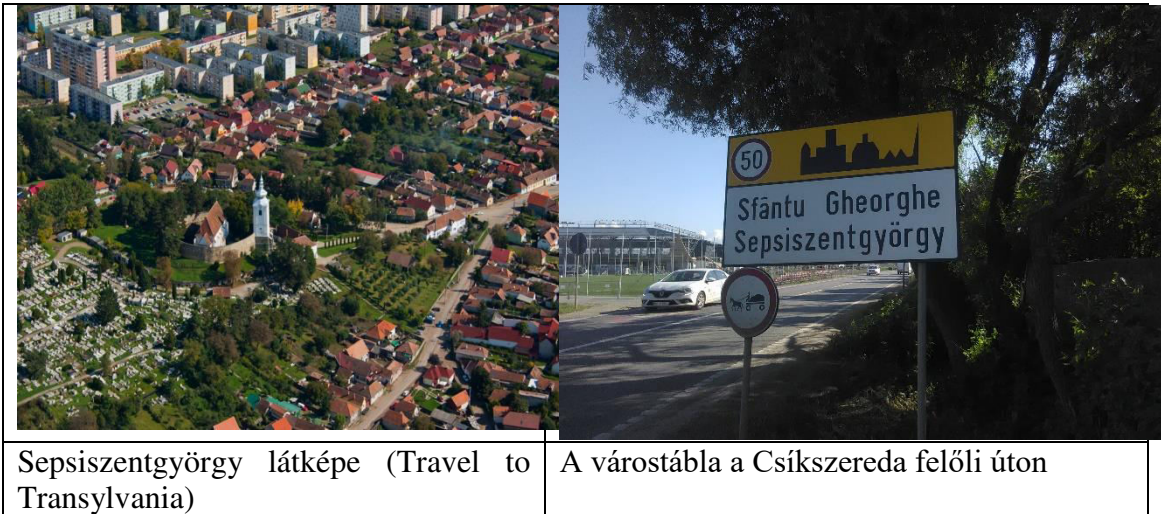 50
Sfântu Gheorghe
Sepsiszentgyörgy
Sepsiszentgyörgy látképe (Travel to
Transylvania)
A várostábla a Csíkszereda felőli úton